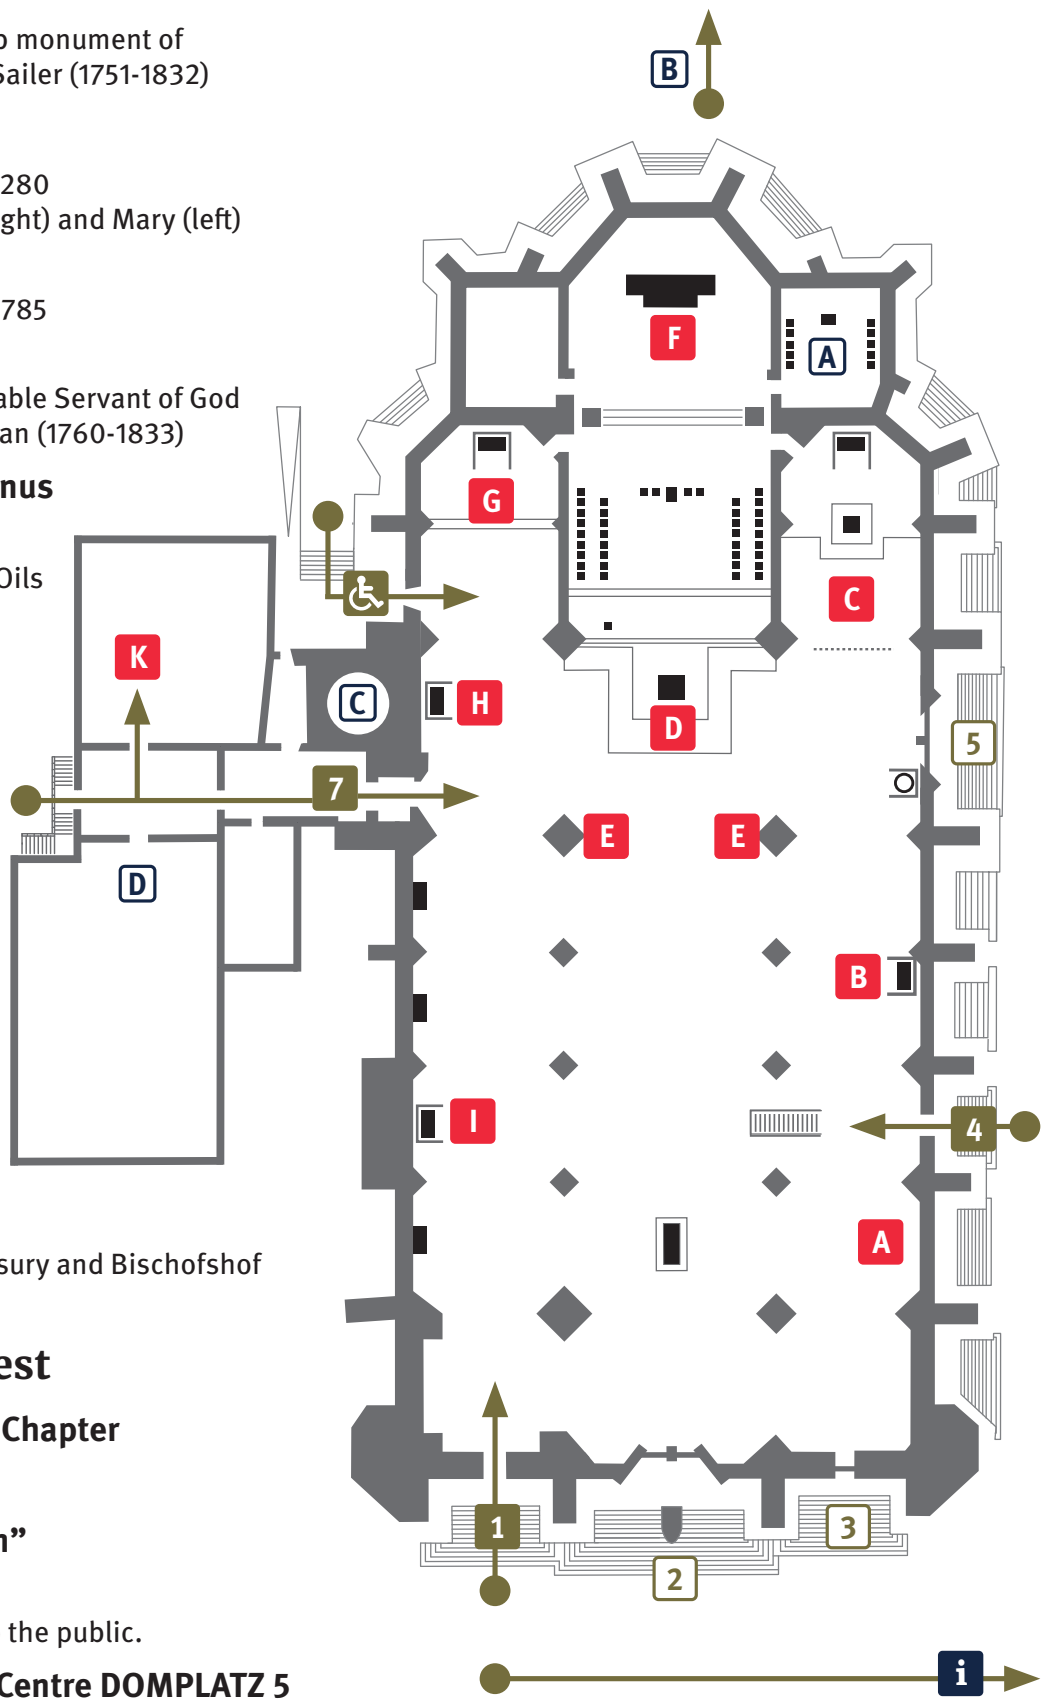 o monument of
Sailer (1751-1832)
280
ght) and Mary (left)
785
able Servant of God
an (1760-1833)
nus
Oils
sury and Bischofshof
est
Chapter
n”
the public.
Centre DOMPLATZ 5
B
F
A
G
C
K
C
H
D
5
7
E
E
D
B
I
4
A
1
3
2
i